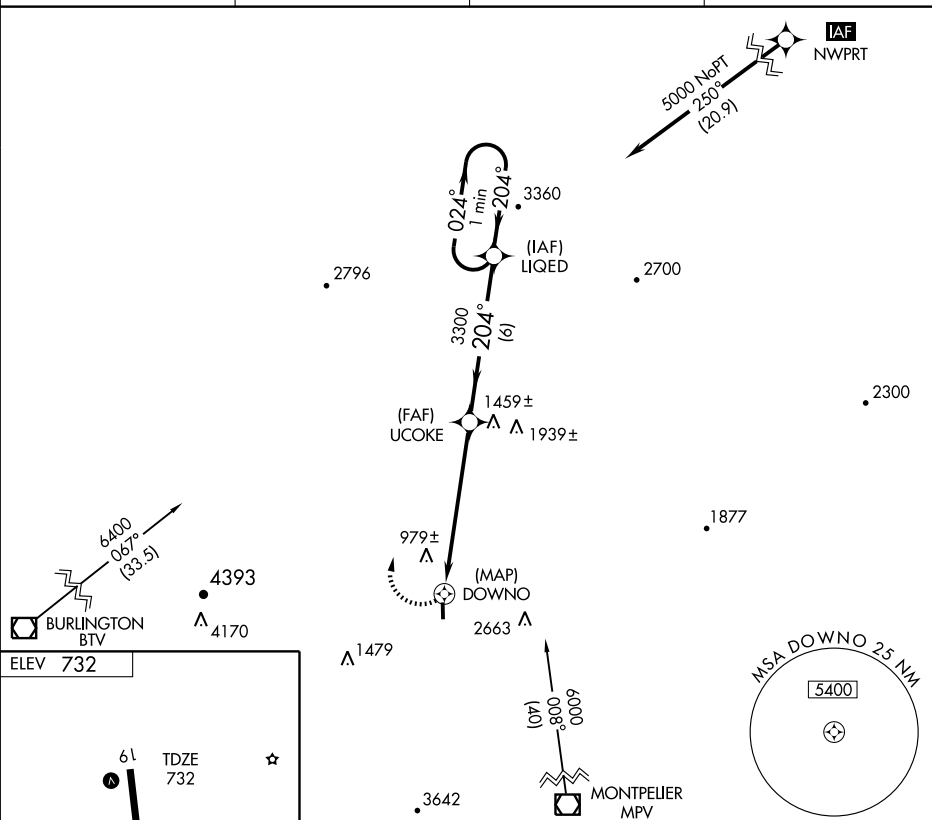 IAF
NWPRT
5000 NoPT
250°
(20.9)
024°
1 min
204°
3360
(IAF)
LIQED
2796
2700
3300
204°
(6)
2300
(FAF)
UCOKE
1459±
1939±
1877
6400
067°
(33.5)
979±
(MAP)
DOWNO
4393
BURLINGTON
BTV
4170
2663
1479
ELEV 732
MSA DOWNO 25 NM
5400
6000
008°
(40)
19
TDZE
732
A
3642
MONTPELIER
MPV